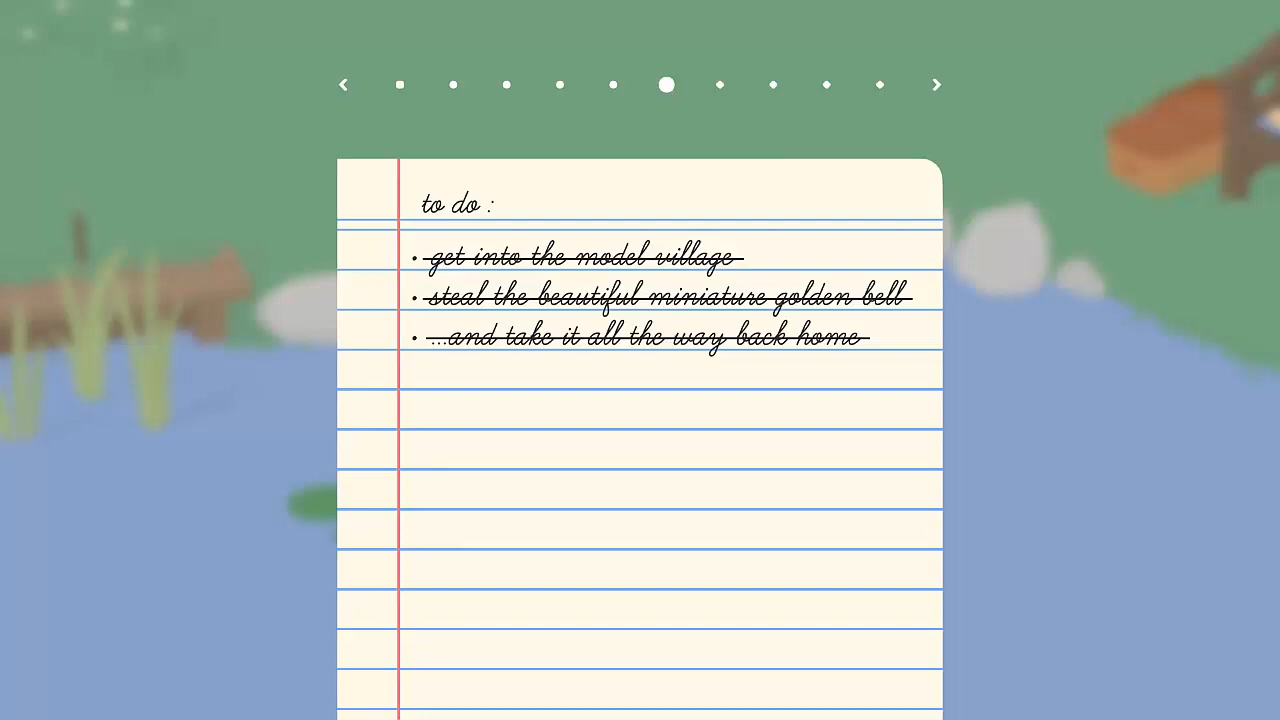 to do :
• get into the model village
• steal the beautiful miniature golden bell
• ...and take it all the way back home